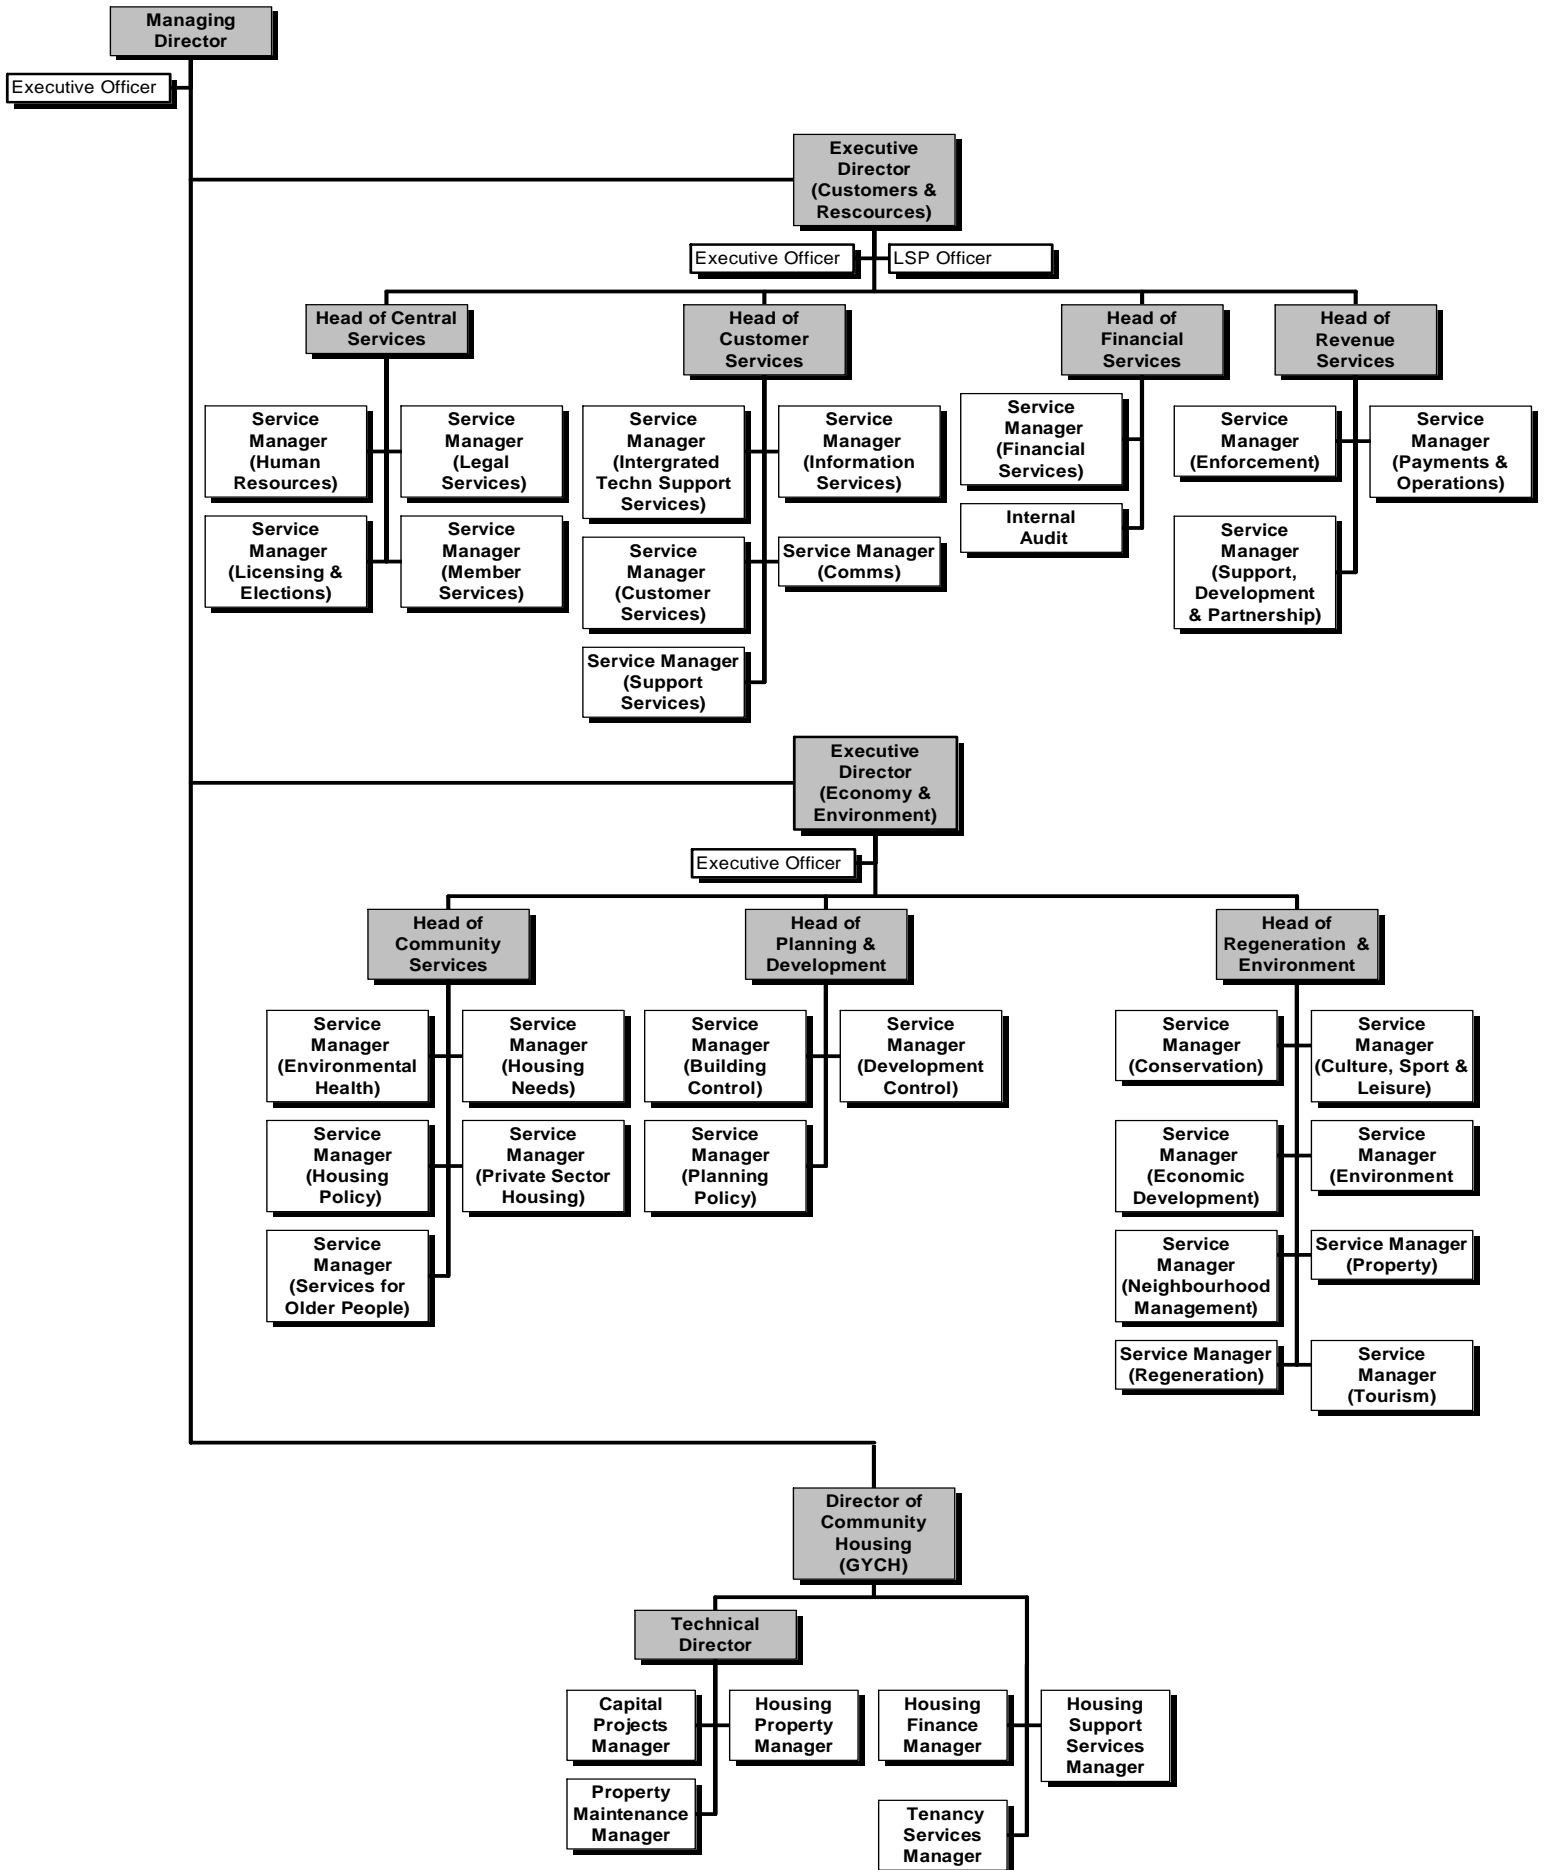 Managing
Director
Executive Officer
Executive
Director
(Customers &
Rescources)
Executive Officer
LSP Officer
Head of Central
Services
Head of
Customer
Services
Head of
Financial
Services
Head of
Revenue
Services
Service
Manager
(Human
Resources)
Service
Manager
(Legal
Services)
Service
Manager
(Intergrated
Techn Support
Services)
Service
Manager
(Information
Services)
Service
Manager
(Financial
Services)
Service
Manager
(Enforcement)
Service
Manager
(Payments &
Operations)
Service
Manager
(Licensing &
Elections)
Service
Manager
(Member
Services)
Service
Manager
(Customer
Services)
Service Manager
(Comms)
Internal
Audit
Service
Manager
(Support,
Development
& Partnership)
Service Manager
(Support
Services)
Executive
Director
(Economy &
Environment)
Executive Officer
Head of
Community
Services
Head of
Planning &
Development
Head of
Regeneration &
Environment
Service
Manager
(Environmental
Health)
Service
Manager
(Housing
Needs)
Service
Manager
(Building
Control)
Service
Manager
(Development
Control)
Service
Manager
(Conservation)
Service
Manager
(Culture, Sport &
Leisure)
Service
Manager
(Housing
Policy)
Service
Manager
(Private Sector
Housing)
Service
Manager
(Planning
Policy)
Service
Manager
(Economic
Development)
Service
Manager
(Environment
Service
Manager
(Services for
Older People)
Service
Manager
(Neighbourhood
Management)
Service Manager
(Property)
Service Manager
(Regeneration)
Service
Manager
(Tourism)
Director of
Community
Housing
(GYCH)
Technical
Director
Capital
Projects
Manager
Housing
Property
Manager
Housing
Finance
Manager
Housing
Support
Services
Manager
Property
Maintenance
Manager
Tenancy
Services
Manager